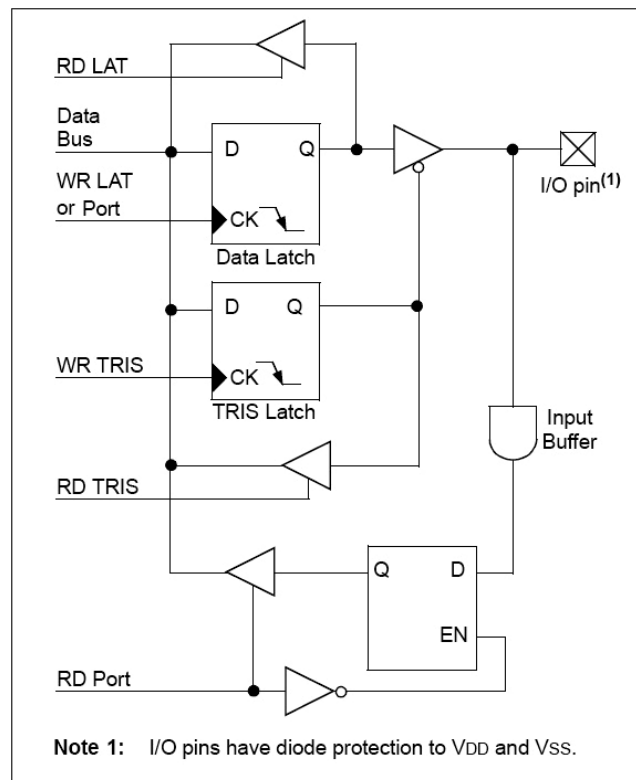 RD LAT
Data
Bus
D Q
WR LAT
or Port
CK
Data Latch
I/O pin(1)
D Q
WR TRIS
CK
TRIS Latch
Input
Buffer
RD TRIS
Q D
EN
RD Port
Note 1: I/O pins have diode protection to VDD and VSS.